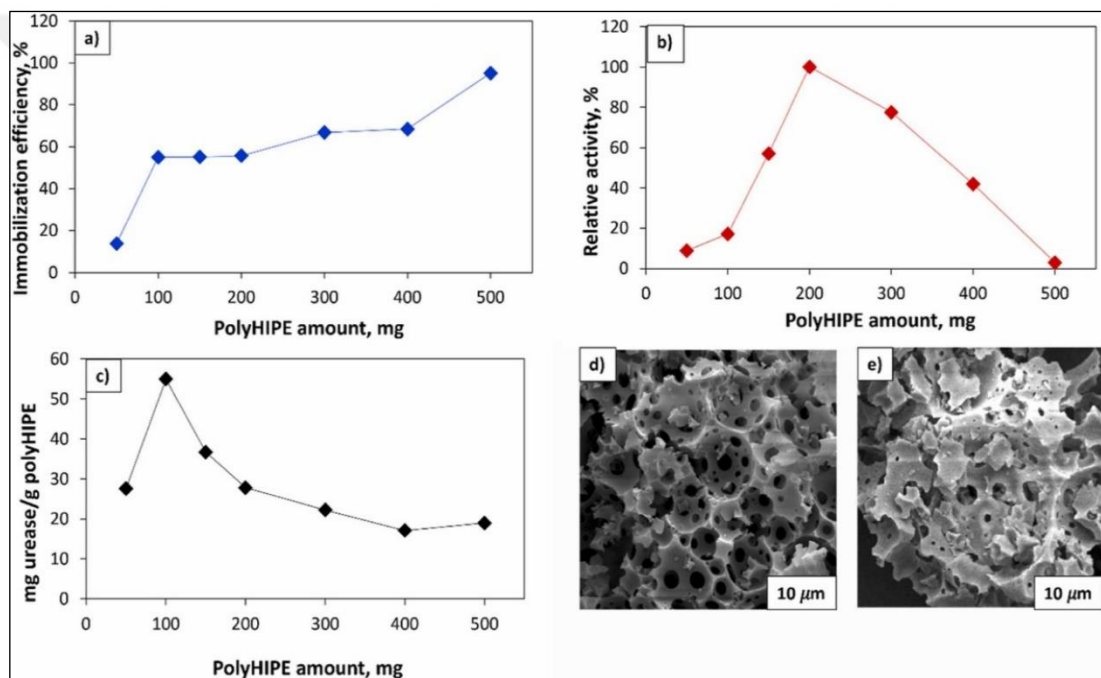 a)
Immobilization efficiency, %
120
100
80
60
40
20
0
0 100 200 300 400 500
PolyHIPE amount, mg
b)
Relative activity, %
120
100
80
60
40
20
0
0 100 200 300 400 500
PolyHIPE amount, mg
c)
mg urease/g polyHIPE
60
50
40
30
20
10
0
0 100 200 300 400 500
PolyHIPE amount, mg
d)
10 μm
e)
10 μm